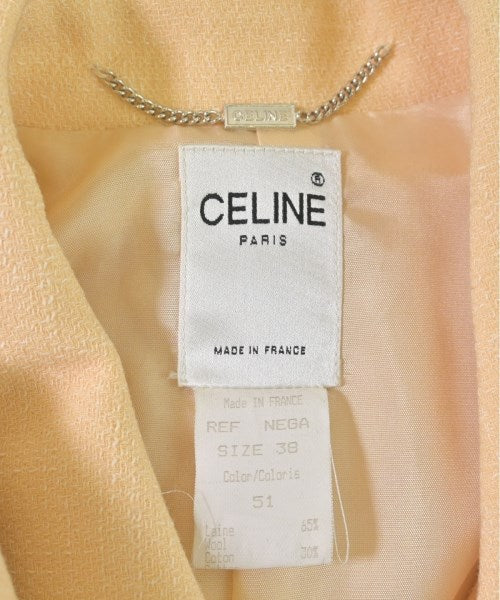 CELINE
®
CELINE
PARIS
MADE IN FRANCE
Made IN FRANCE
REF NEGA
SIZE 38
Color/Coloris
51
Laine 65%
Wool
Coton 30%